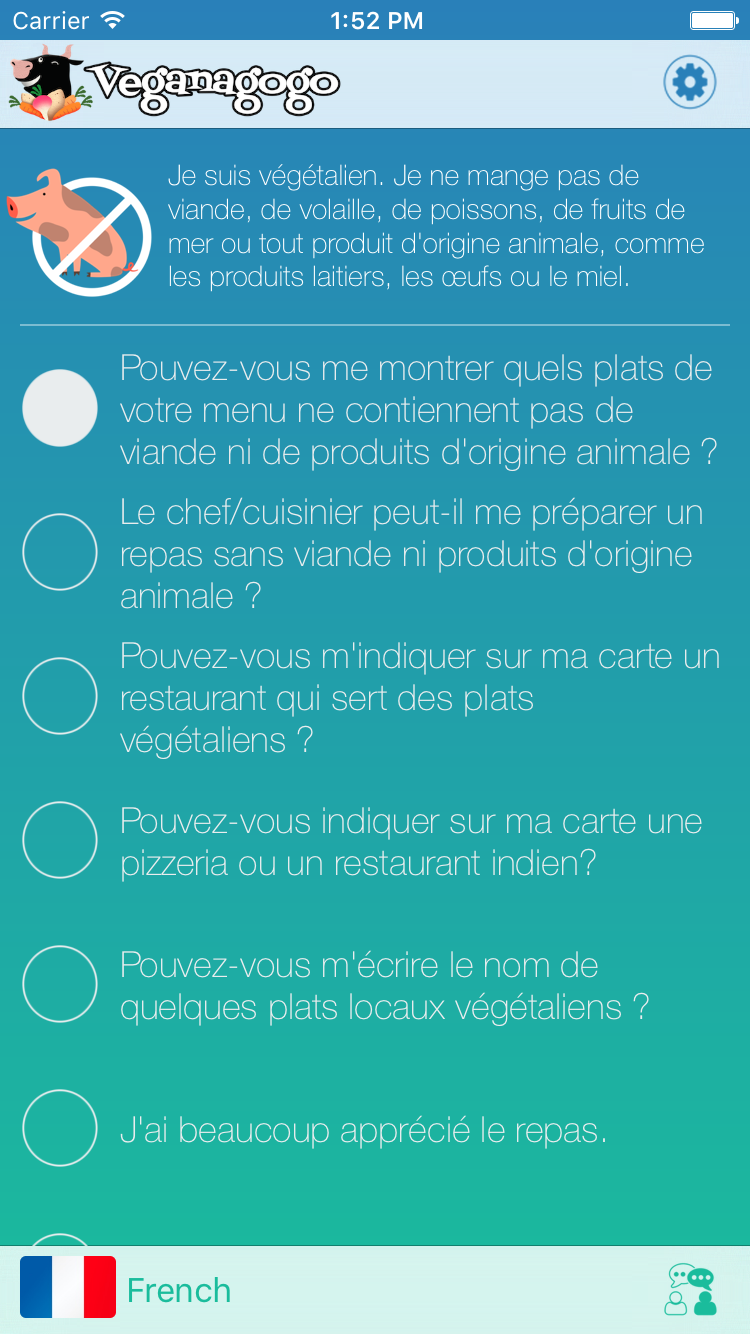 Carrier
1:52 PM
Veganagogo
Je suis végétalien. Je ne mange pas de
viande, de volaille, de poissons, de fruits de
mer ou tout produit d'origine animale, comme
les produits laitiers, les œufs ou le miel.
Pouvez-vous me montrer quels plats de
votre menu ne contiennent pas de
viande ni de produits d'origine animale ?
Le chef/cuisinier peut-il me préparer un
repas sans viande ni produits d'origine
animale ?
Pouvez-vous m'indiquer sur ma carte un
restaurant qui sert des plats
végétaliens ?
Pouvez-vous indiquer sur ma carte une
pizzeria ou un restaurant indien?
Pouvez-vous m'écrire le nom de
quelques plats locaux végétaliens ?
J'ai beaucoup apprécié le repas.
French